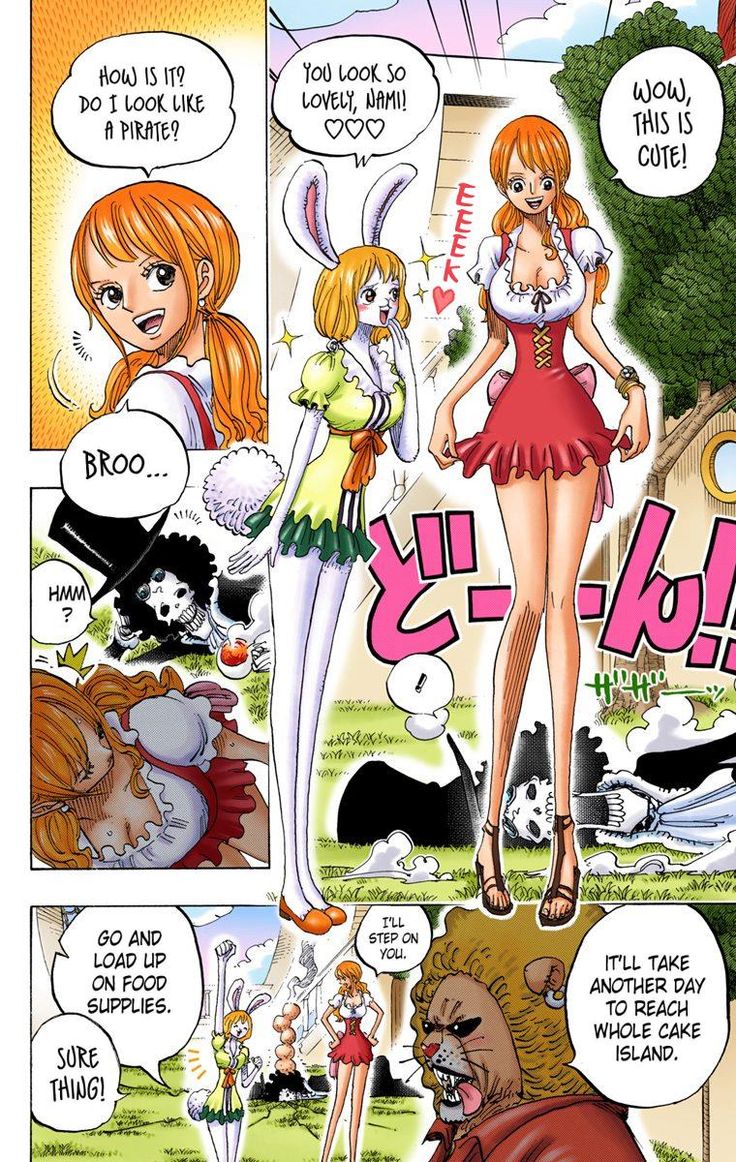 WOW,
THIS IS
CUTE!
YOU LOOK SO
LOVELY, NAMI!
♡♡♡
EEEEK♥
どーーん!!
ザザーッ
!
HOW IS IT?
DO I LOOK LIKE
A PIRATE?
BROO...
HMM
?
IT'LL TAKE
ANOTHER DAY
TO REACH
WHOLE CAKE
ISLAND.
I'LL
STEP ON
YOU.
GO AND
LOAD UP
ON FOOD
SUPPLIES.
SURE
THING!